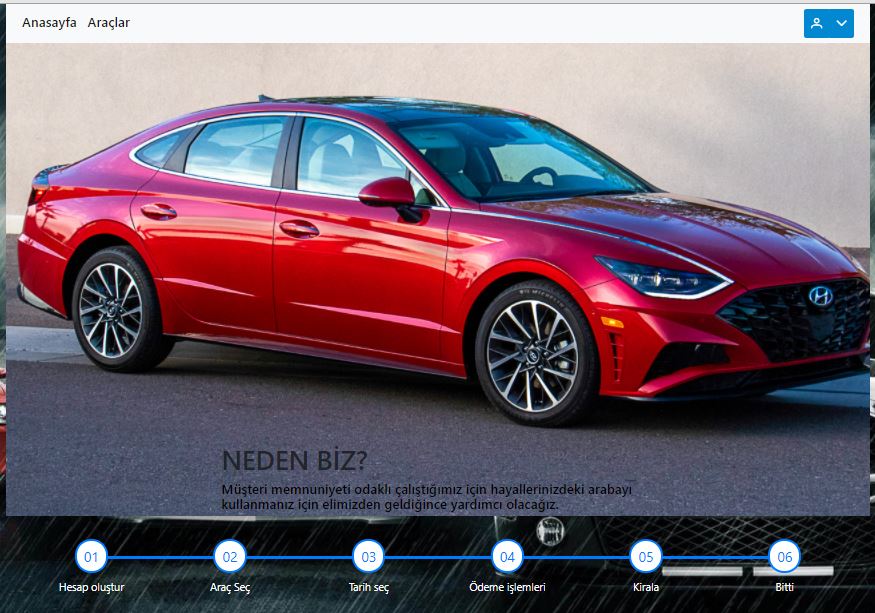 Anasayfa Araçlar
NEDEN BİZ?
Müşteri memnuniyeti odaklı çalıştığımız için hayallerinizdeki arabayı
kullanmanız için elimizden geldiğince yardımcı olacağız.
01 02 03 04 05 06
Hesap oluştur Araç Seç Tarih seç Ödeme işlemleri Kirala Bitti